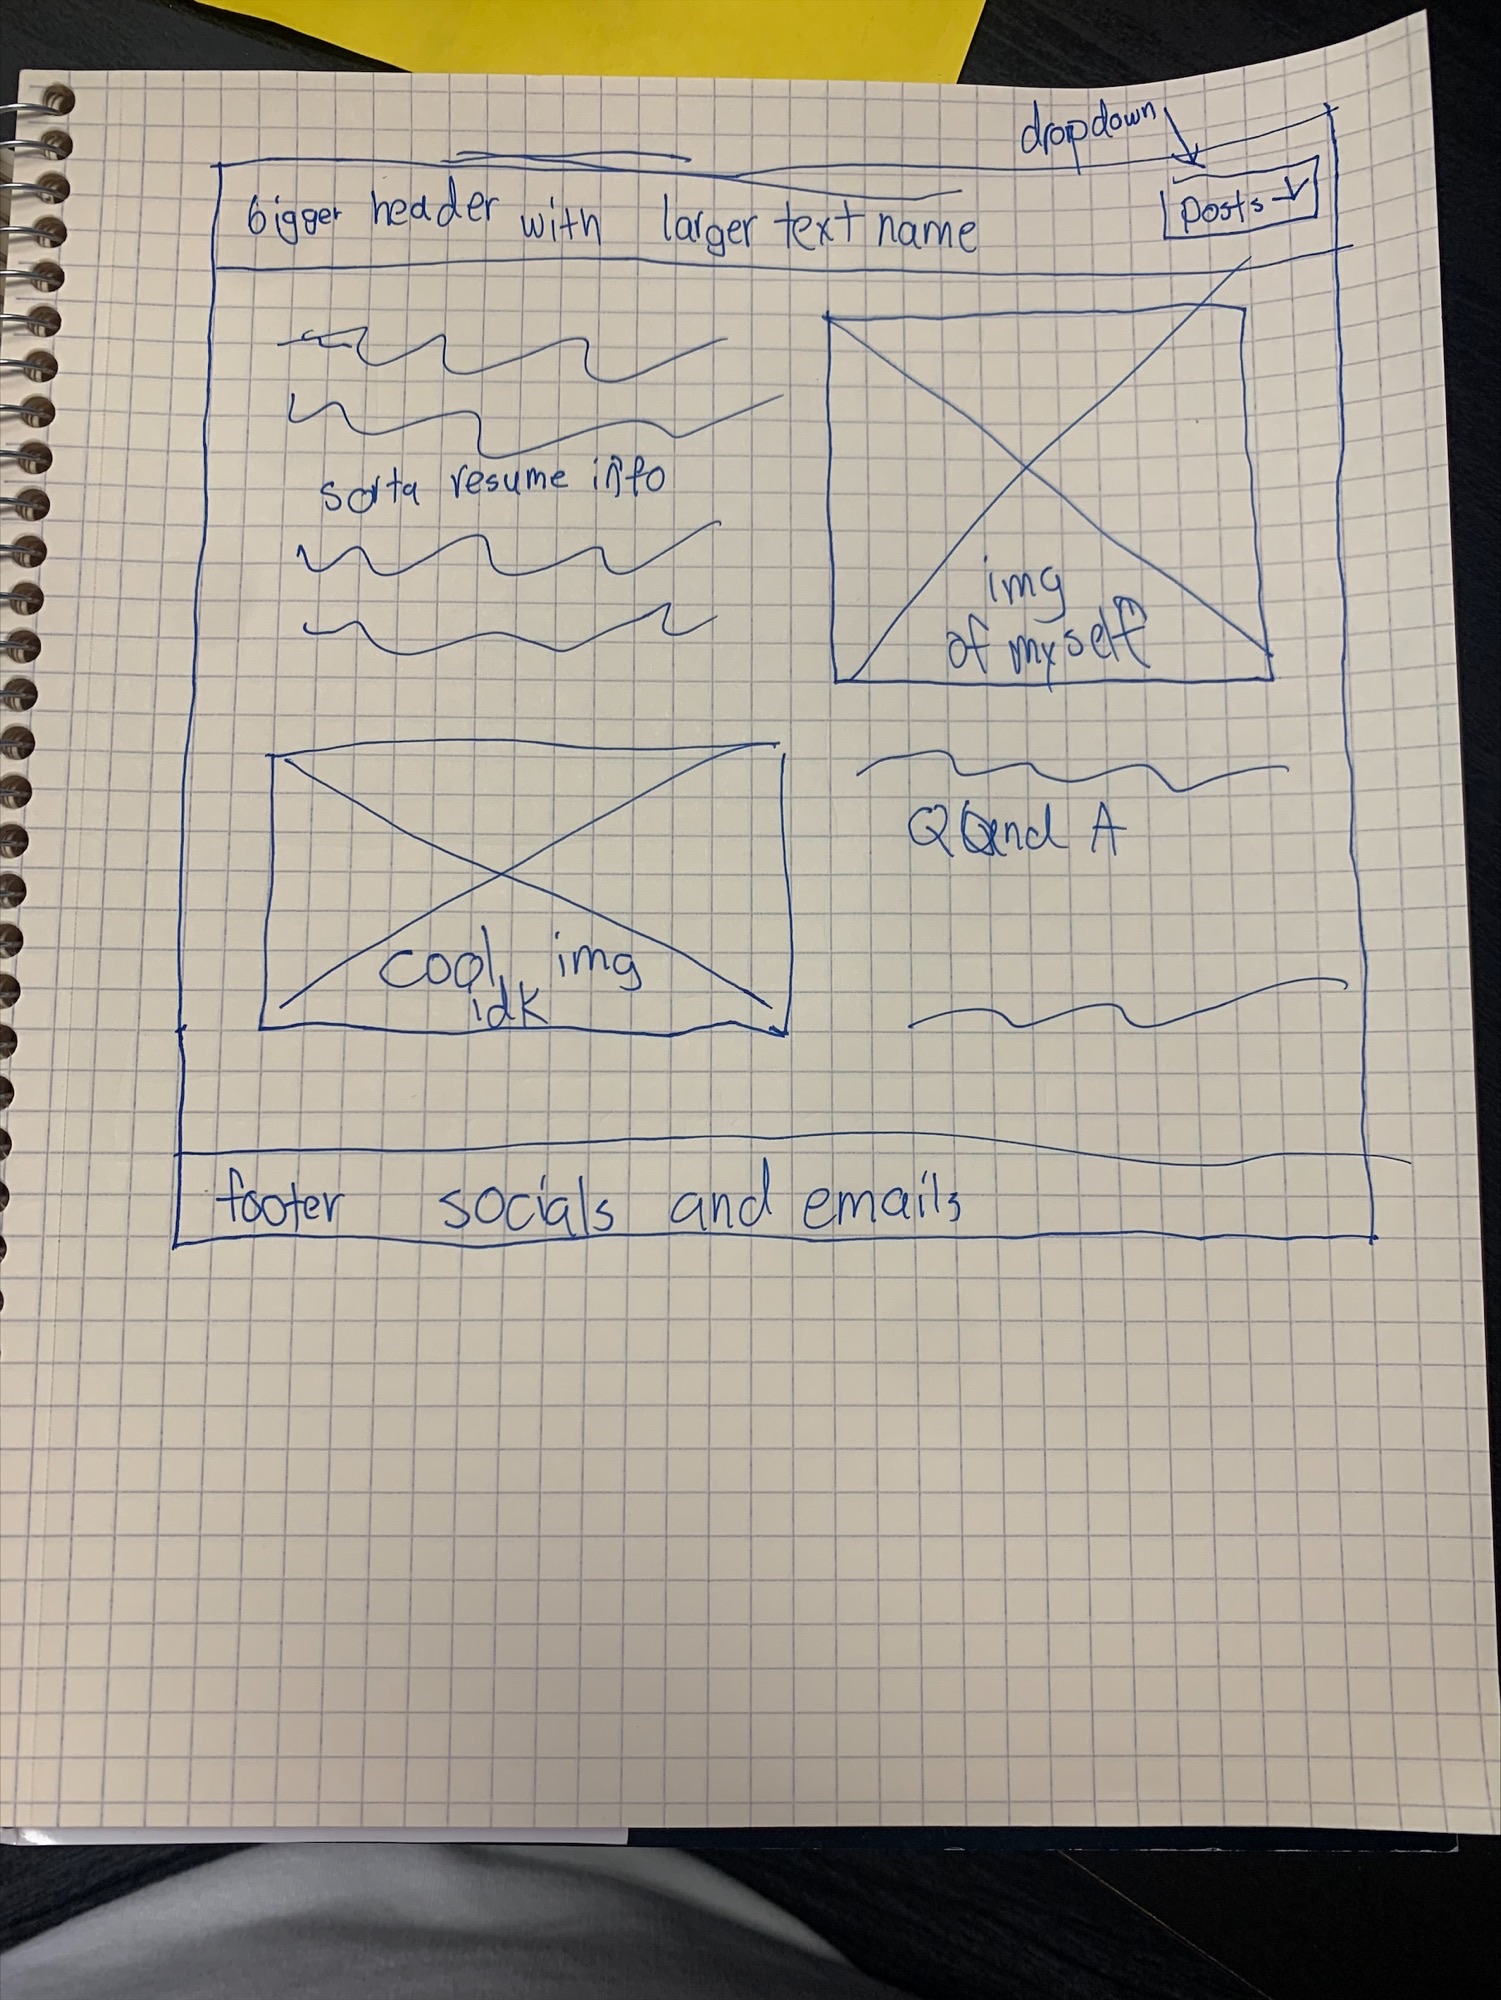 dropdown
bigger header with larger text name
posts
sorta resume info
img
of myself
cool img
idk
Q and A
footer socials and emails